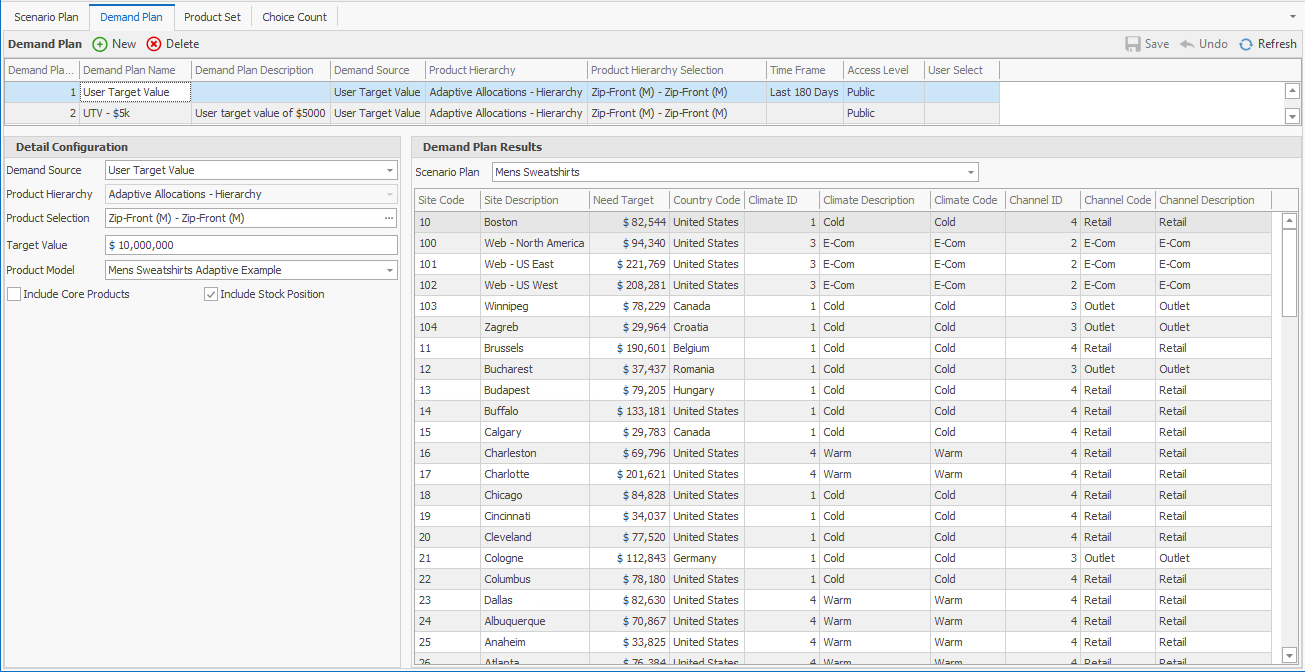 Scenario Plan Demand Plan Product Set Choice Count
Demand Plan New Delete Save Undo Refresh
Demand Pla... Demand Plan Name Demand Plan Description Demand Source Product Hierarchy Product Hierarchy Selection Time Frame Access Level User Select
1 User Target Value User Target Value Adaptive Allocations - Hierarchy Zip-Front (M) - Zip-Front (M) Last 180 Days Public
2 UTV - $5k User target value of $5000 User Target Value Adaptive Allocations - Hierarchy Zip-Front (M) - Zip-Front (M) Public
Detail Configuration
Demand Source User Target Value
Product Hierarchy Adaptive Allocations - Hierarchy
Product Selection Zip-Front (M) - Zip-Front (M) ...
Target Value $ 10,000,000
Product Model Mens Sweatshirts Adaptive Example
Include Core Products Include Stock Position
Demand Plan Results
Scenario Plan Mens Sweatshirts
Site Code Site Description Need Target Country Code Climate ID Climate Description Climate Code Channel ID Channel Code Channel Description
10 Boston $ 82,544 United States 1 Cold Cold 4 Retail Retail
100 Web - North America $ 94,340 United States 3 E-Com E-Com 2 E-Com E-Com
101 Web - US East $ 221,769 United States 3 E-Com E-Com 2 E-Com E-Com
102 Web - US West $ 208,281 United States 3 E-Com E-Com 2 E-Com E-Com
103 Winnipeg $ 78,229 Canada 1 Cold Cold 3 Outlet Outlet
104 Zagreb $ 29,964 Croatia 1 Cold Cold 3 Outlet Outlet
11 Brussels $ 190,601 Belgium 1 Cold Cold 4 Retail Retail
12 Bucharest $ 37,437 Romania 1 Cold Cold 3 Outlet Outlet
13 Budapest $ 79,205 Hungary 1 Cold Cold 4 Retail Retail
14 Buffalo $ 133,181 United States 1 Cold Cold 4 Retail Retail
15 Calgary $ 29,783 Canada 1 Cold Cold 4 Retail Retail
16 Charleston $ 69,796 United States 4 Warm Warm 4 Retail Retail
17 Charlotte $ 201,621 United States 4 Warm Warm 4 Retail Retail
18 Chicago $ 84,828 United States 1 Cold Cold 4 Retail Retail
19 Cincinnati $ 34,037 United States 1 Cold Cold 4 Retail Retail
20 Cleveland $ 77,520 United States 1 Cold Cold 4 Retail Retail
21 Cologne $ 112,843 Germany 1 Cold Cold 3 Outlet Outlet
22 Columbus $ 78,180 United States 1 Cold Cold 4 Retail Retail
23 Dallas $ 82,630 United States 4 Warm Warm 4 Retail Retail
24 Albuquerque $ 70,867 United States 4 Warm Warm 4 Retail Retail
25 Anaheim $ 33,825 United States 4 Warm Warm 4 Retail Retail
26 Atlanta $ 76,384 United States 4 Warm Warm 4 Retail Retail